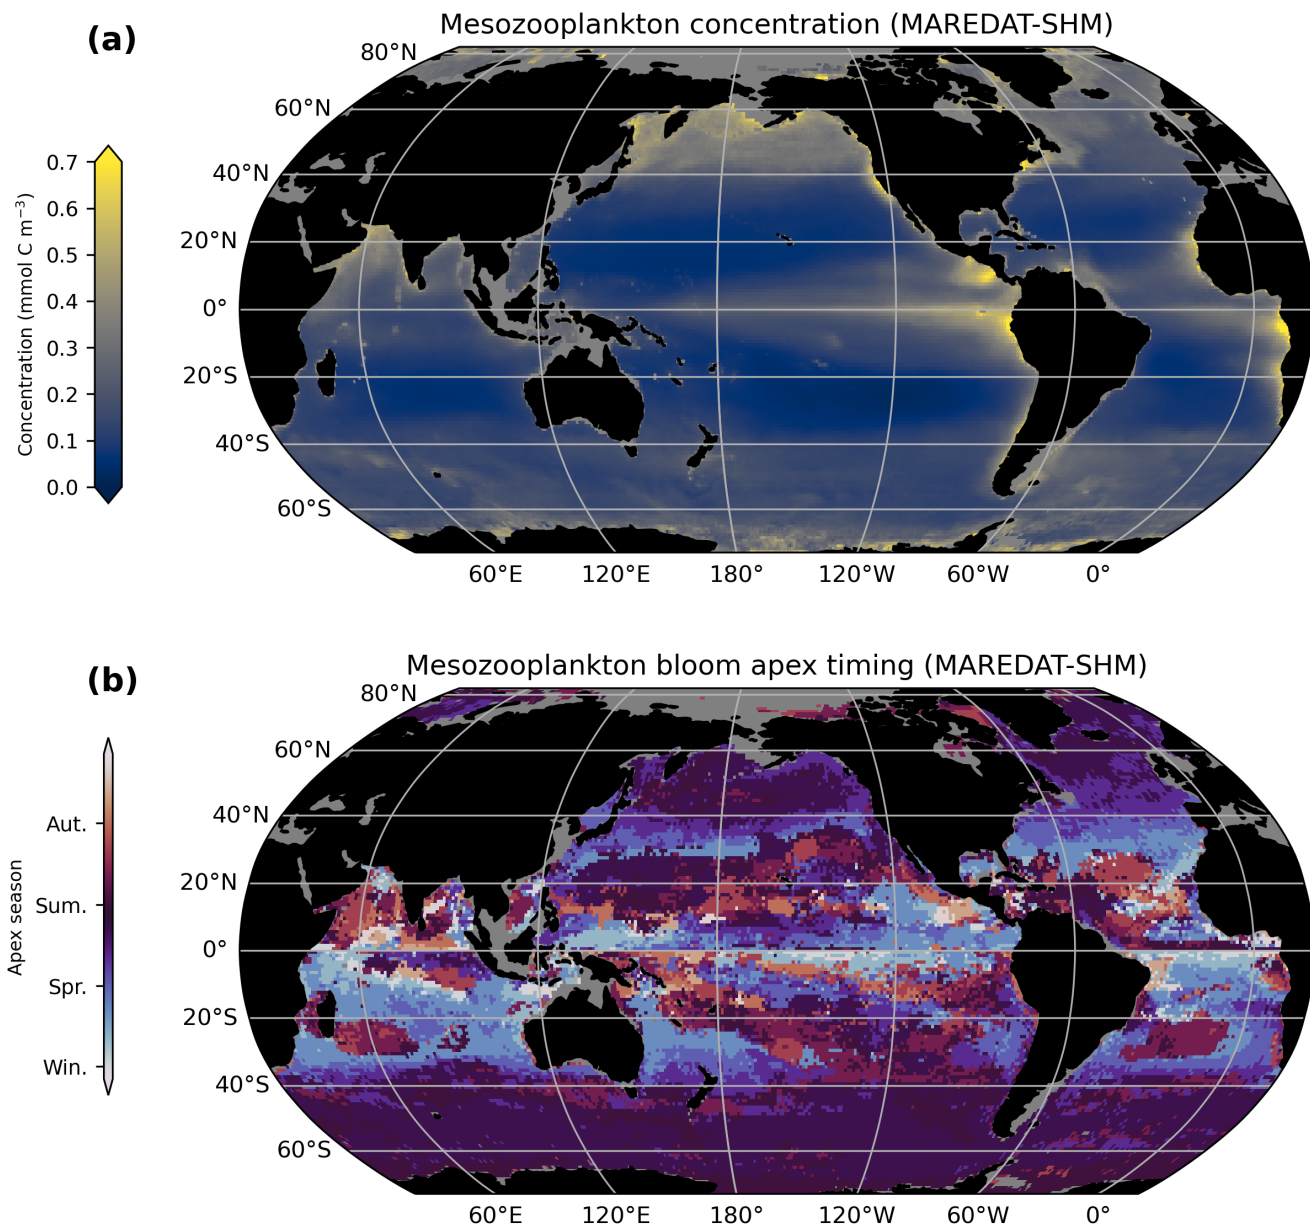 (a)
Mesozooplankton concentration (MAREDAT-SHM)
80°N
60°N
40°N
20°N
0°
20°S
40°S
60°S
Concentration (mmol C m⁻³)
0.7
0.6
0.5
0.4
0.3
0.2
0.1
0.0
60°E 120°E 180° 120°W 60°W 0°
(b)
Mesozooplankton bloom apex timing (MAREDAT-SHM)
80°N
60°N
40°N
20°N
0°
20°S
40°S
60°S
Apex season
Aut.
Sum.
Spr.
Win.
60°E 120°E 180° 120°W 60°W 0°